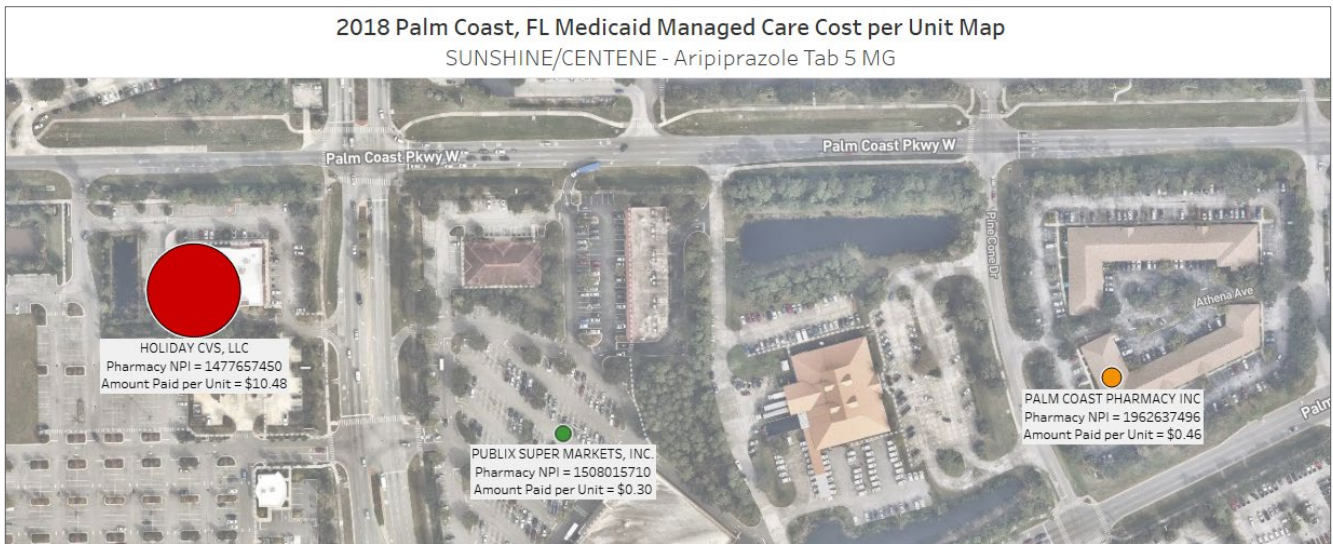 2018 Palm Coast, FL Medicaid Managed Care Cost per Unit Map
SUNSHINE/CENTENE - Aripiprazole Tab 5 MG
Palm Coast Pkwy W
Palm Coast Pkwy W
Pine Cone Dr
Athena Ave
HOLIDAY CVS, LLC
Pharmacy NPI = 1477657450
Amount Paid per Unit = $10.48
PUBLIX SUPER MARKETS, INC.
Pharmacy NPI = 1508015710
Amount Paid per Unit = $0.30
PALM COAST PHARMACY INC
Pharmacy NPI = 1962637496
Amount Paid per Unit = $0.46
Palm